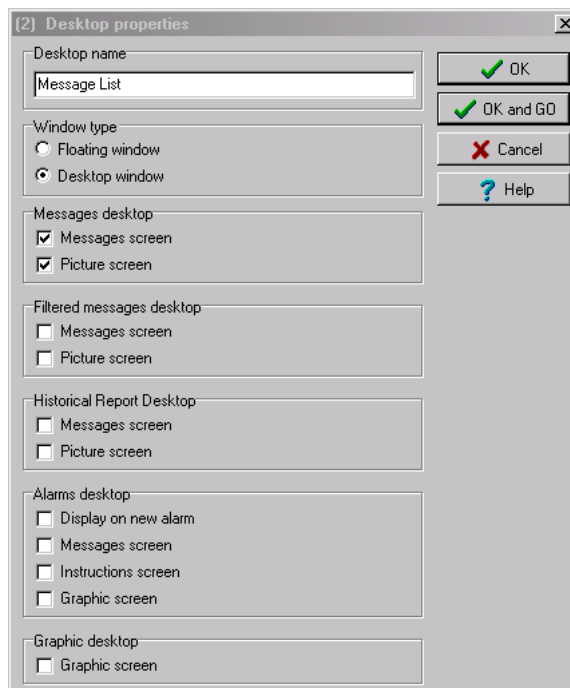 (2) Desktop properties
Desktop name
Message List
OK
OK and GO
Cancel
Help
Window type
Floating window
Desktop window
Messages desktop
Messages screen
Picture screen
Filtered messages desktop
Messages screen
Picture screen
Historical Report Desktop
Messages screen
Picture screen
Alarms desktop
Display on new alarm
Messages screen
Instructions screen
Graphic screen
Graphic desktop
Graphic screen